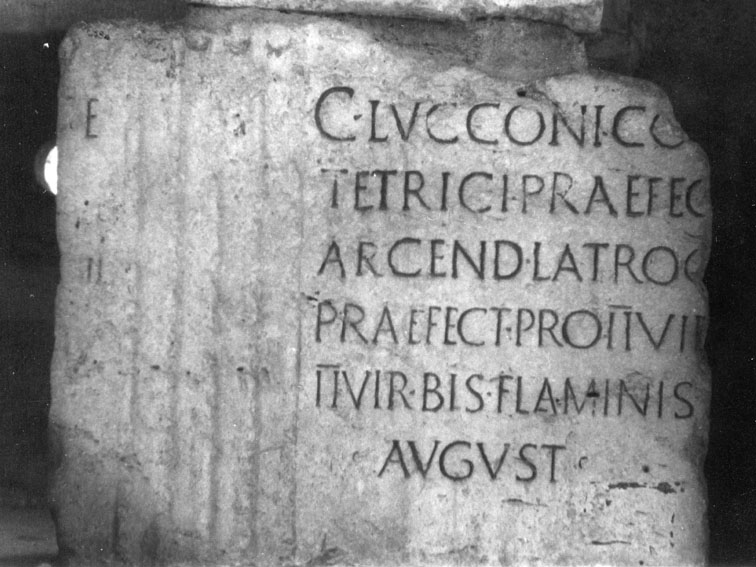 E
C·LVCCONI·CO
TETRICI·PRAEFEC
ARCEND·LATROC
PRAEFECT·PRO·IIVIR
IIVIR·BIS·FLAMINIS
AVGVST